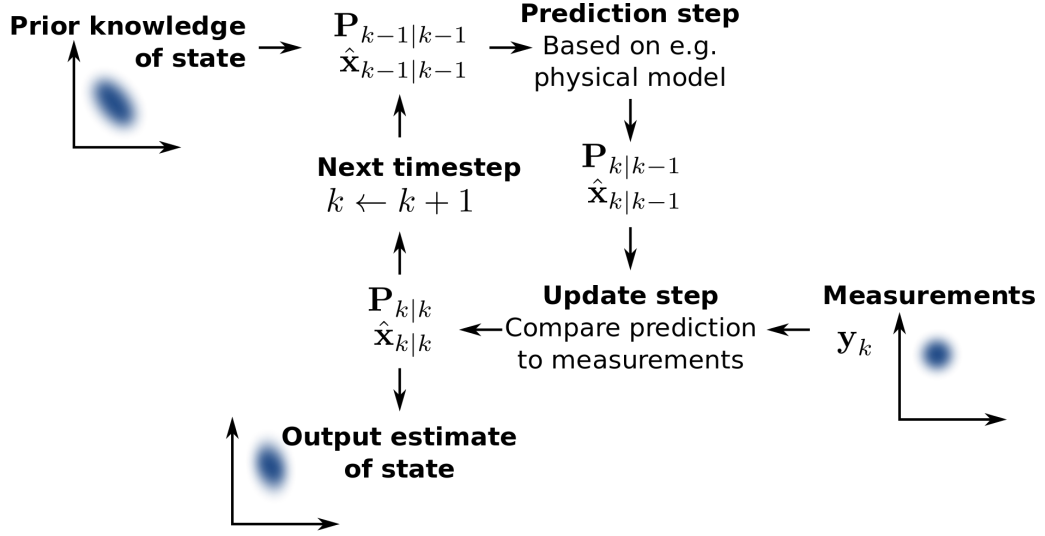 Prior knowledge
of state
P_{k−1|k−1}
x̂_{k−1|k−1}
Prediction step
Based on e.g.
physical model
P_{k|k−1}
x̂_{k|k−1}
Next timestep
k ← k + 1
Update step
Compare prediction
to measurements
Measurements
y_k
P_{k|k}
x̂_{k|k}
Output estimate
of state